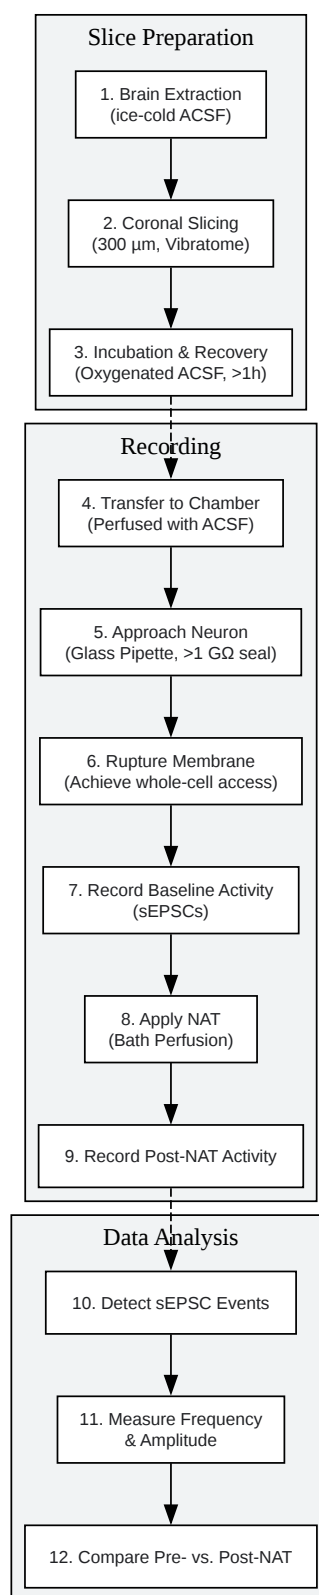 Slice Preparation
1. Brain Extraction
(ice-cold ACSF)
2. Coronal Slicing
(300 µm, Vibratome)
3. Incubation & Recovery
(Oxygenated ACSF, >1h)
Recording
4. Transfer to Chamber
(Perfused with ACSF)
5. Approach Neuron
(Glass Pipette, >1 GΩ seal)
6. Rupture Membrane
(Achieve whole-cell access)
7. Record Baseline Activity
(sEPSCs)
8. Apply NAT
(Bath Perfusion)
9. Record Post-NAT Activity
Data Analysis
10. Detect sEPSC Events
11. Measure Frequency
& Amplitude
12. Compare Pre- vs. Post-NAT